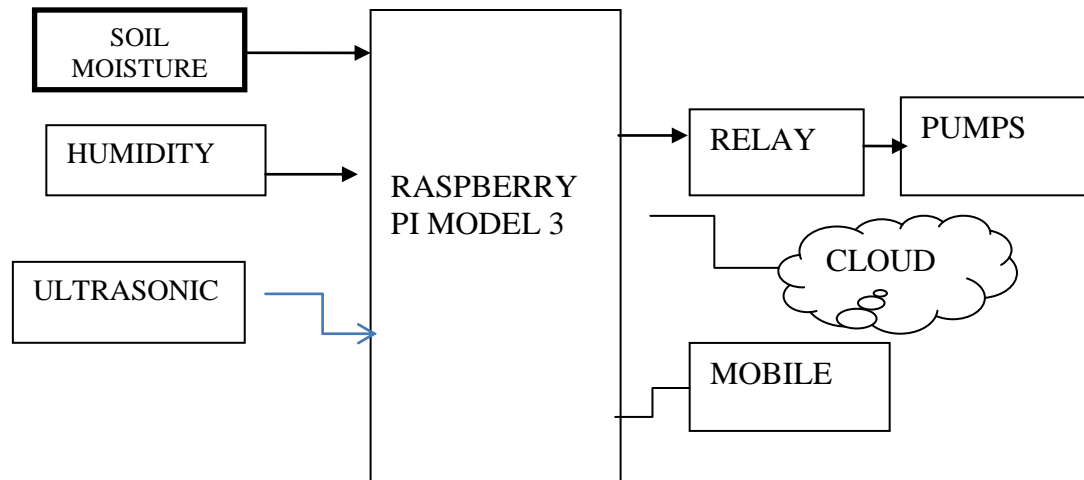 SOIL
MOISTURE
HUMIDITY
ULTRASONIC
RASPBERRY
PI MODEL 3
RELAY
PUMPS
CLOUD
MOBILE